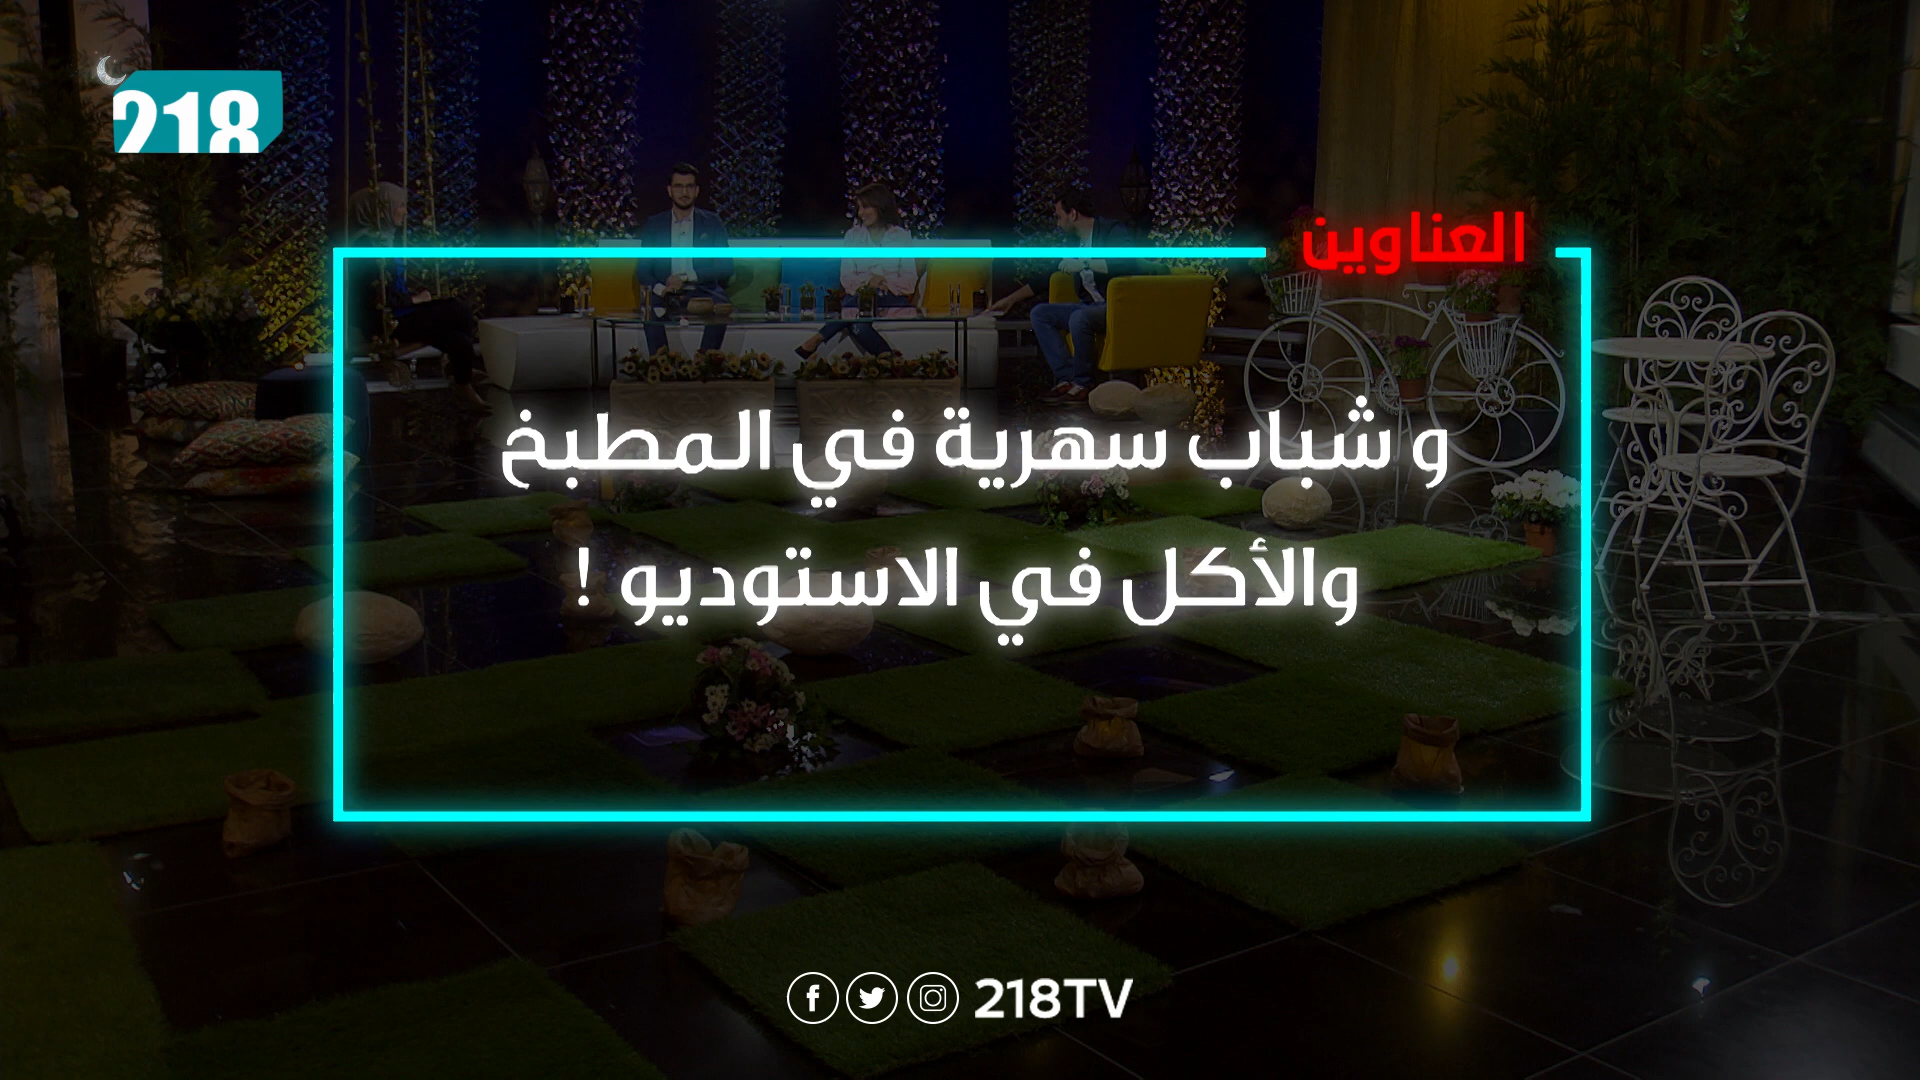 218
العناوين
و شباب سهرية في المطبخ
والأكل في الاستوديو !
218TV